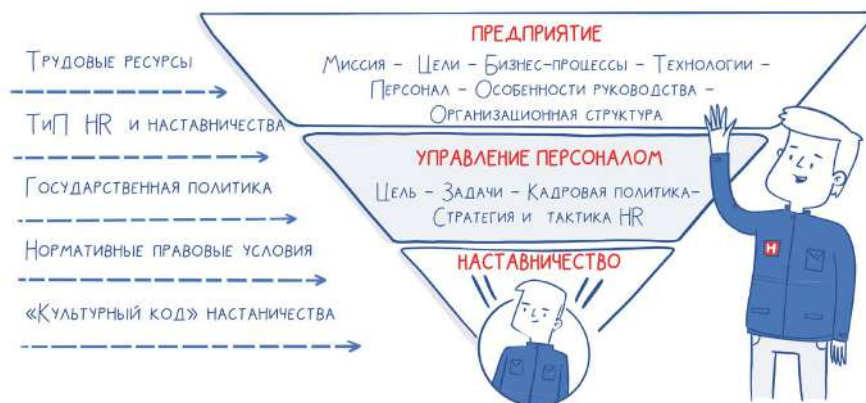 Трудовые ресурсы
ТиП HR и наставничества
Государственная политика
Нормативные правовые условия
«Культурный код» настаничества
ПРЕДПРИЯТИЕ
Миссия – Цели – Бизнес-процессы – Технологии –
Персонал – Особенности руководства –
Организационная структура
УПРАВЛЕНИЕ ПЕРСОНАЛОМ
Цель – Задачи – Кадровая политика–
Стратегия и тактика HR
НАСТАВНИЧЕСТВО
Н